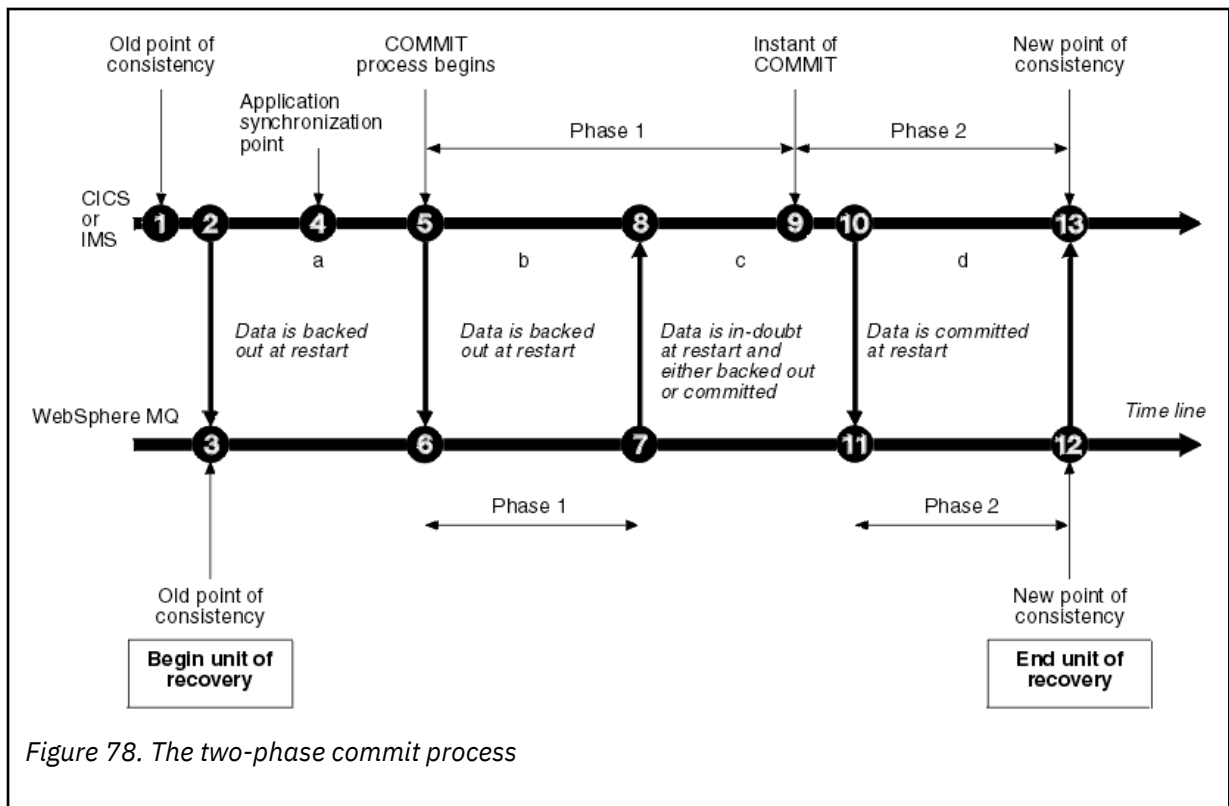 Old point of
consistency
COMMIT
process begins
Instant of
COMMIT
New point of
consistency
Application
synchronization
point
Phase 1
Phase 2
CICS
or
IMS
1
2
4
5
8
9
10
13
a
b
c
d
Data is backed
out at restart
Data is backed
out at restart
Data is in-doubt
at restart and
either backed out
or committed
Data is committed
at restart
WebSphere MQ
Time line
3
6
7
11
12
Phase 1
Phase 2
Old point of
consistency
New point of
consistency
Begin unit of
recovery
End unit of
recovery
Figure 78. The two-phase commit process